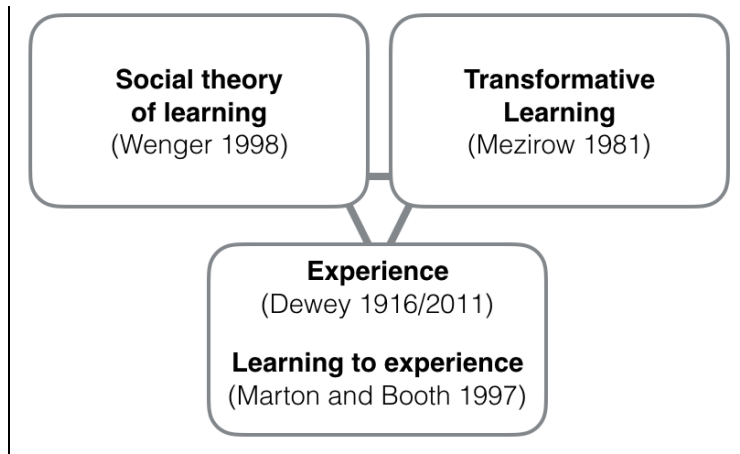 Social theory
of learning
(Wenger 1998)
Transformative
Learning
(Mezirow 1981)
Experience
(Dewey 1916/2011)
Learning to experience
(Marton and Booth 1997)